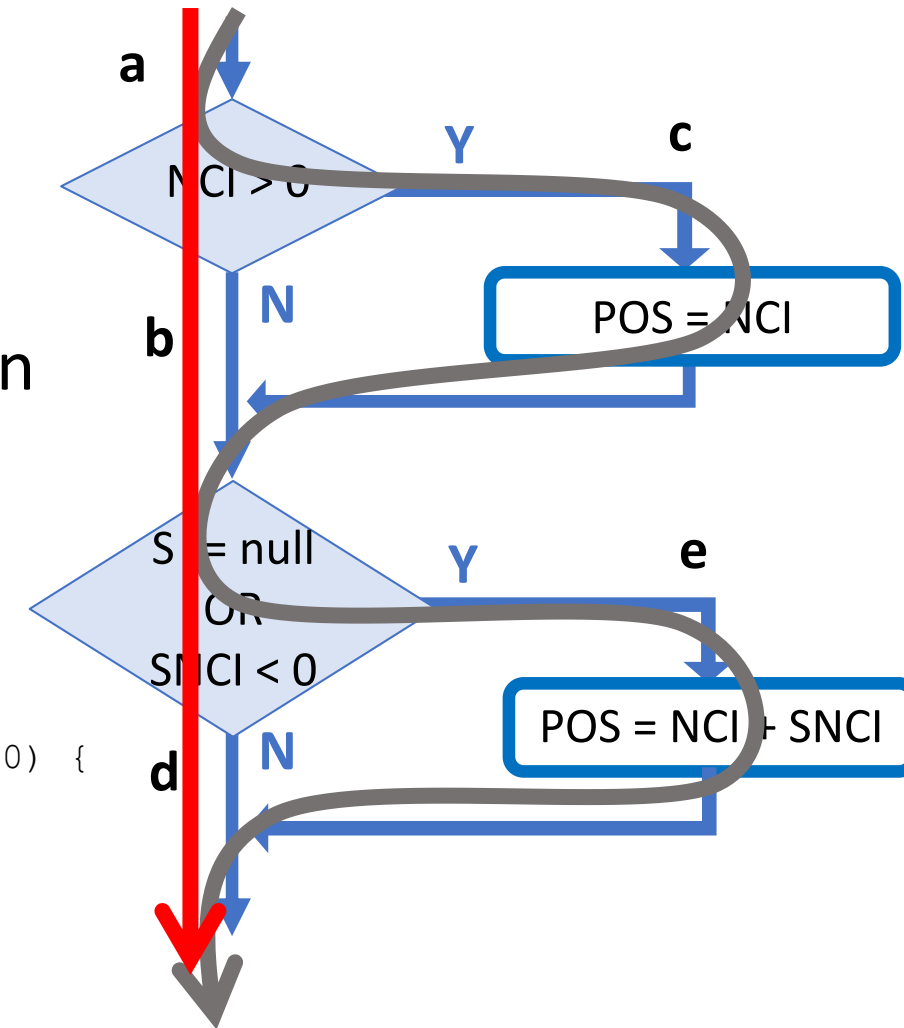 a
Y
c
NCI > 0
N
b
POS = NCI
n
S = null
OR
SNCI < 0
Y
e
POS = NCI + SNCI
0) {
d
N